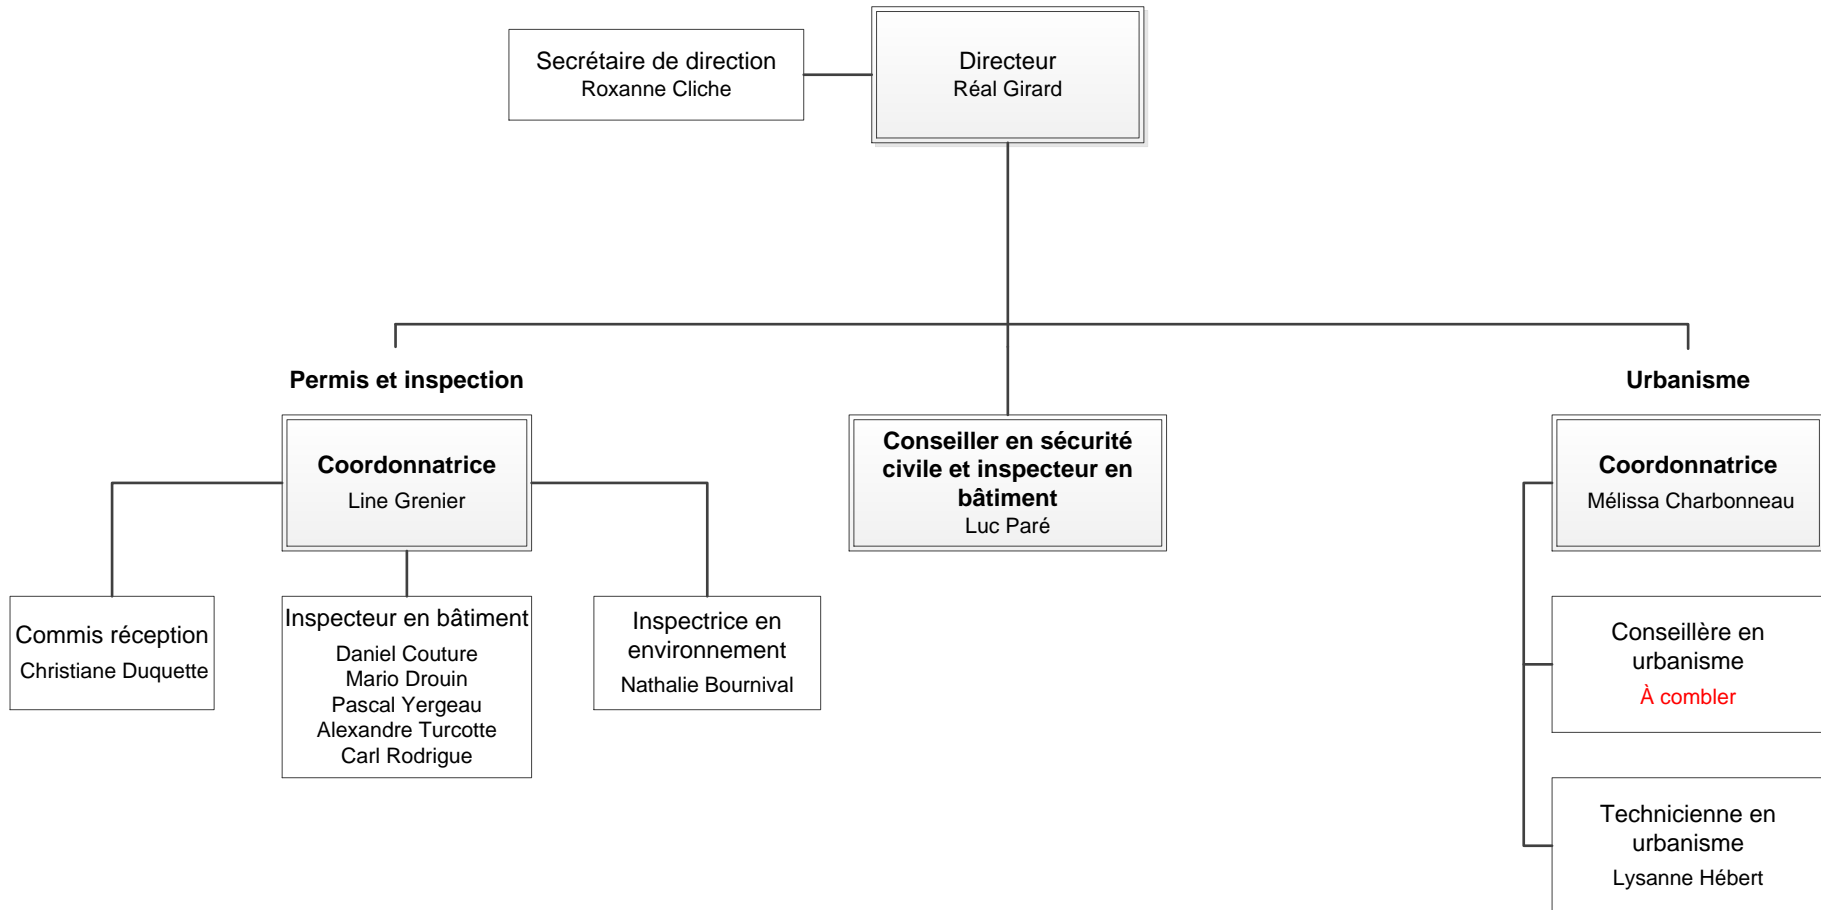 Secrétaire de direction
Roxanne Cliche
Directeur
Réal Girard
Permis et inspection
Coordonnatrice
Line Grenier
Commis réception
Christiane Duquette
Inspecteur en bâtiment
Daniel Couture
Mario Drouin
Pascal Yergeau
Alexandre Turcotte
Carl Rodrigue
Inspectrice en
environnement
Nathalie Bournival
Conseiller en sécurité
civile et inspecteur en
bâtiment
Luc Paré
Urbanisme
Coordonnatrice
Mélissa Charbonneau
Conseillère en
urbanisme
À combler
Technicienne en
urbanisme
Lysanne Hébert